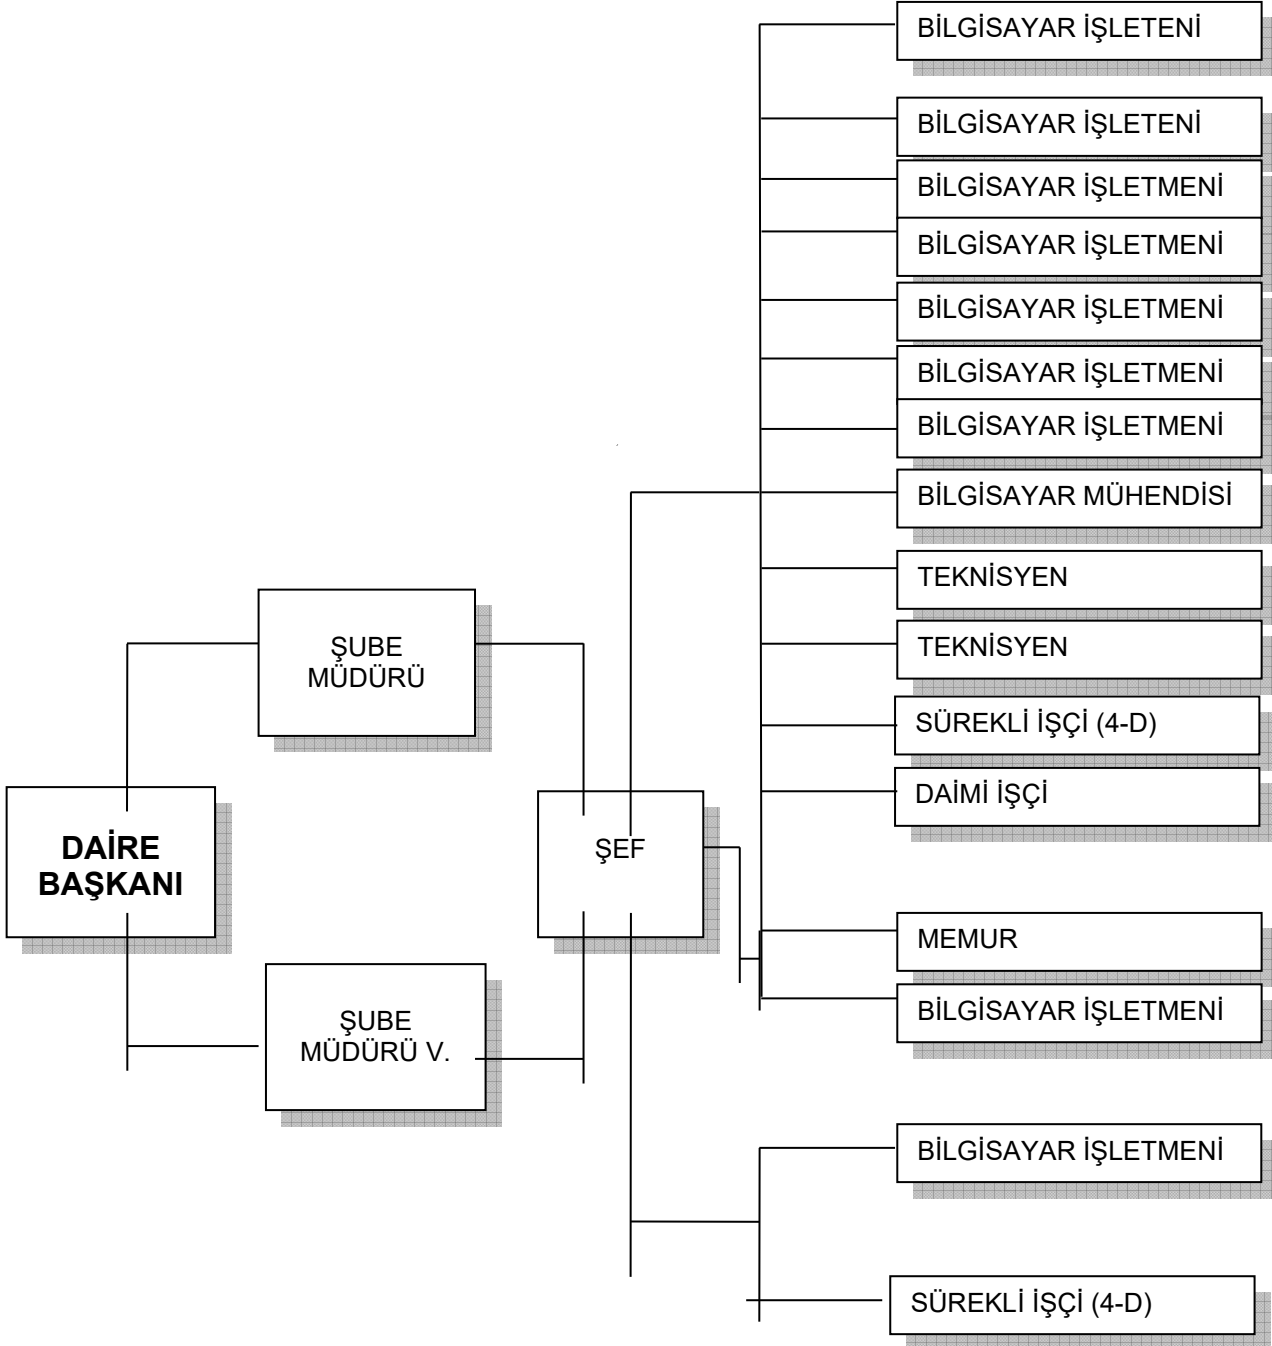 BİLGİSAYAR İŞLETENİ
BİLGİSAYAR İŞLETENİ
BİLGİSAYAR İŞLETMENİ
BİLGİSAYAR İŞLETMENİ
BİLGİSAYAR İŞLETMENİ
BİLGİSAYAR İŞLETMENİ
BİLGİSAYAR İŞLETMENİ
BİLGİSAYAR MÜHENDİSİ
TEKNİSYEN
TEKNİSYEN
SÜREKLİ İŞÇİ (4-D)
DAİMİ İŞÇİ
MEMUR
BİLGİSAYAR İŞLETMENİ
BİLGİSAYAR İŞLETMENİ
SÜREKLİ İŞÇİ (4-D)
ŞUBE
MÜDÜRÜ
DAİRE
BAŞKANI
ŞEF
ŞUBE
MÜDÜRÜ V.